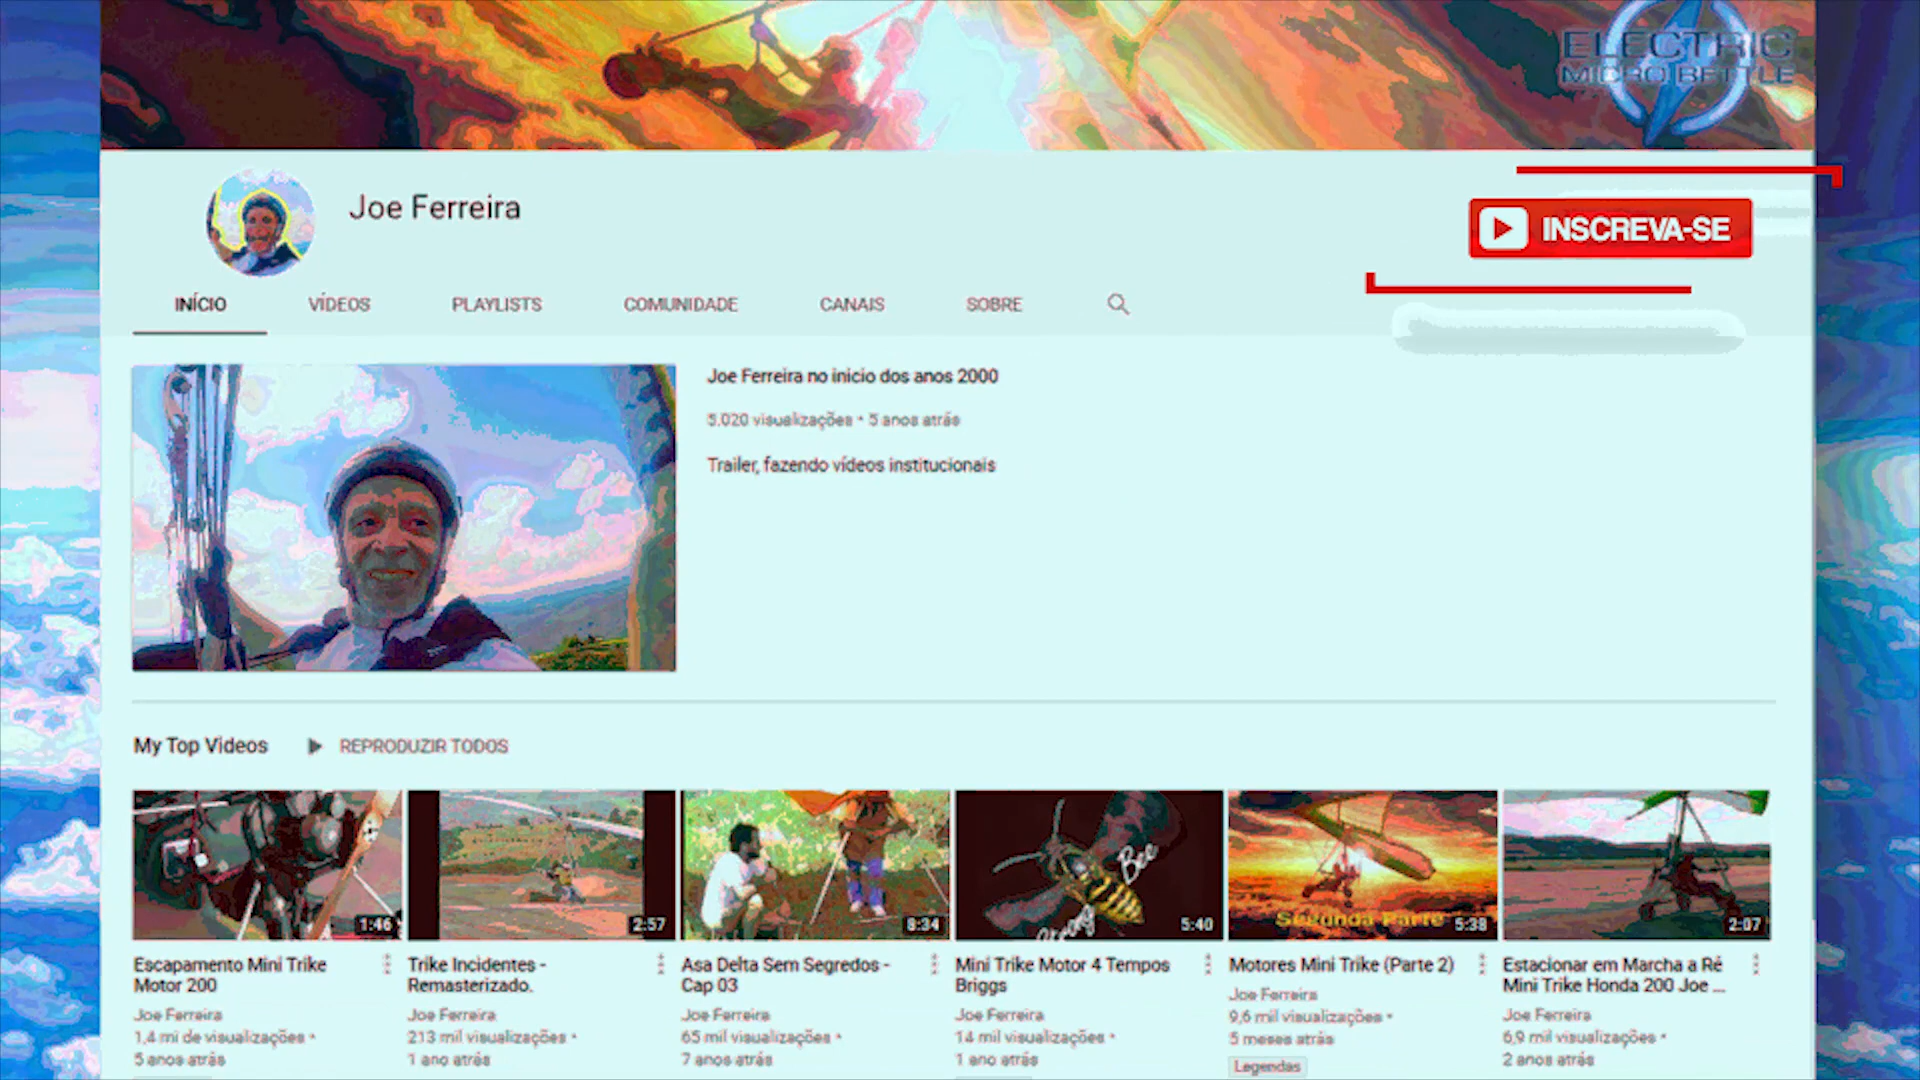 ELECTRIC
MICRO BETTLE
Joe Ferreira
INSCREVA-SE
INÍCIO VÍDEOS PLAYLISTS COMUNIDADE CANAIS SOBRE
Joe Ferreira no inicio dos anos 2000
5.020 visualizações • 5 anos atrás
Trailer, fazendo vídeos institucionais
My Top Videos REPRODUZIR TODOS
Bee
Strong
Segunda Parte
1:46 2:57 8:34 5:40 5:38 2:07
Escapamento Mini Trike
Motor 200
Joe Ferreira
1,4 mi de visualizações •
5 anos atrás
Trike Incidentes -
Remasterizado.
Joe Ferreira
213 mil visualizações •
1 ano atrás
Asa Delta Sem Segredos -
Cap 03
Joe Ferreira
65 mil visualizações •
7 anos atrás
Mini Trike Motor 4 Tempos
Briggs
Joe Ferreira
14 mil visualizações •
1 ano atrás
Motores Mini Trike (Parte 2)
Joe Ferreira
9,6 mil visualizações •
5 meses atrás
Legendas
Estacionar em Marcha a Ré
Mini Trike Honda 200 Joe ...
Joe Ferreira
6,9 mil visualizações •
2 anos atrás